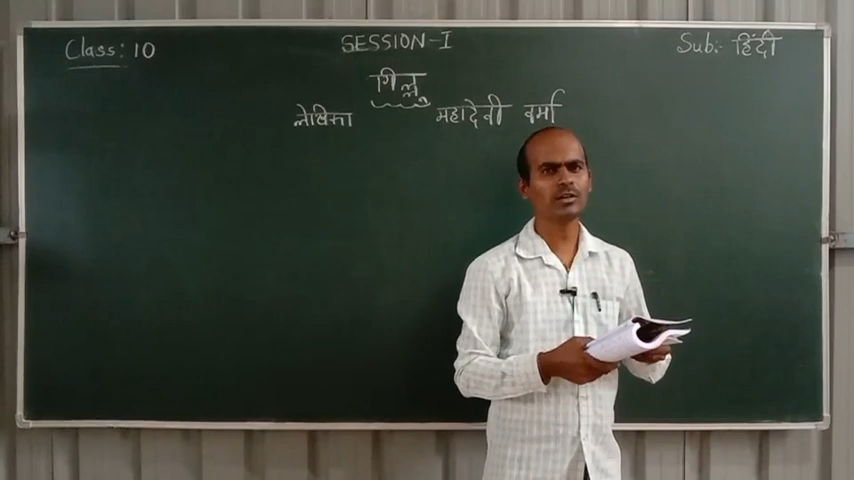 Class: 10 SESSION-I Sub:- हिंदी
गिल्लू
लेखिका महादेवी वर्मा